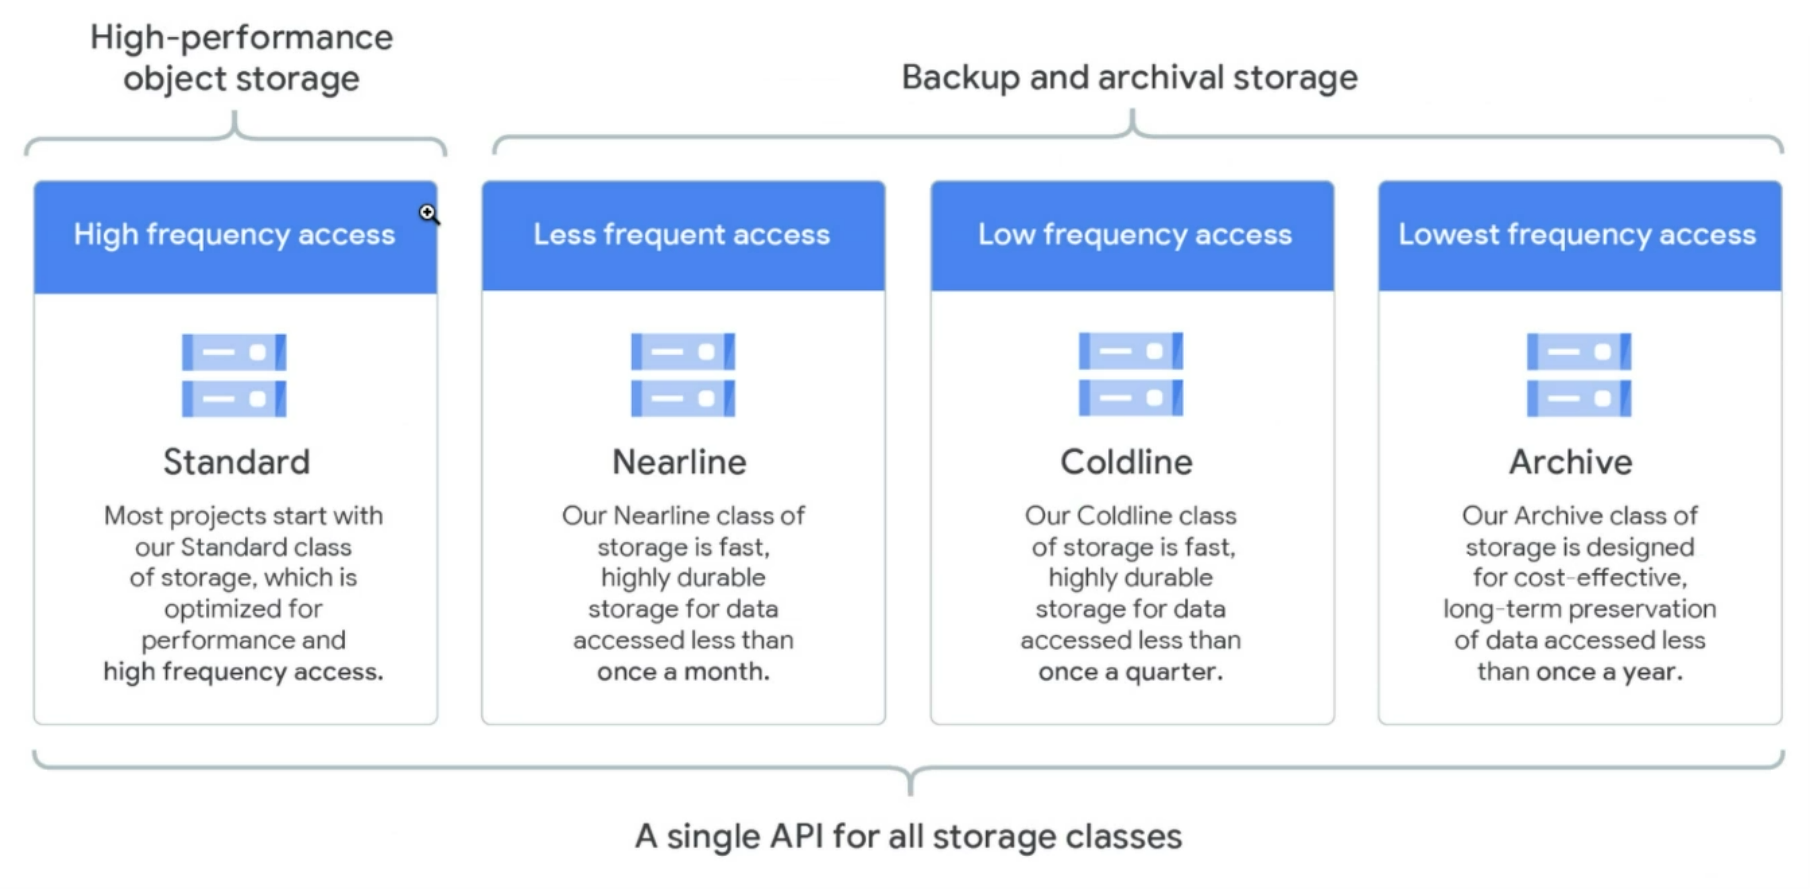 High-performance
object storage
Backup and archival storage
High frequency access
Less frequent access
Low frequency access
Lowest frequency access
Standard
Most projects start with
our Standard class
of storage, which is
optimized for
performance and
high frequency access.
Nearline
Our Nearline class of
storage is fast,
highly durable
storage for data
accessed less than
once a month.
Coldline
Our Coldline class
of storage is fast,
highly durable
storage for data
accessed less than
once a quarter.
Archive
Our Archive class of
storage is designed
for cost-effective,
long-term preservation
of data accessed less
than once a year.
A single API for all storage classes